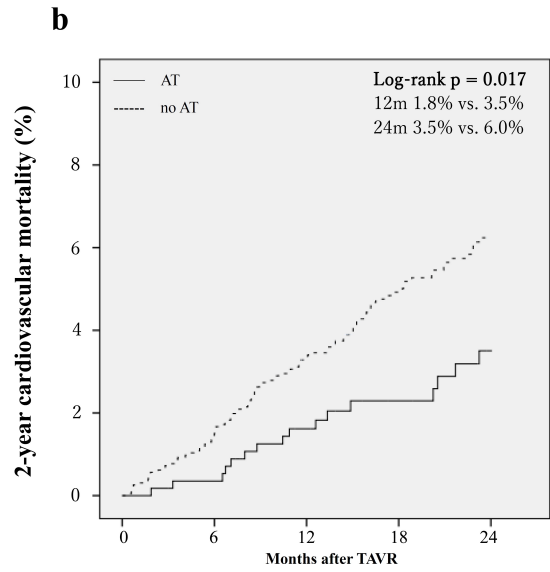 b
AT
no AT
Log-rank p = 0.017
12m 1.8% vs. 3.5%
24m 3.5% vs. 6.0%
2-year cardiovascular mortality (%)
10
8
6
4
2
0
0 6 12 18 24
Months after TAVR